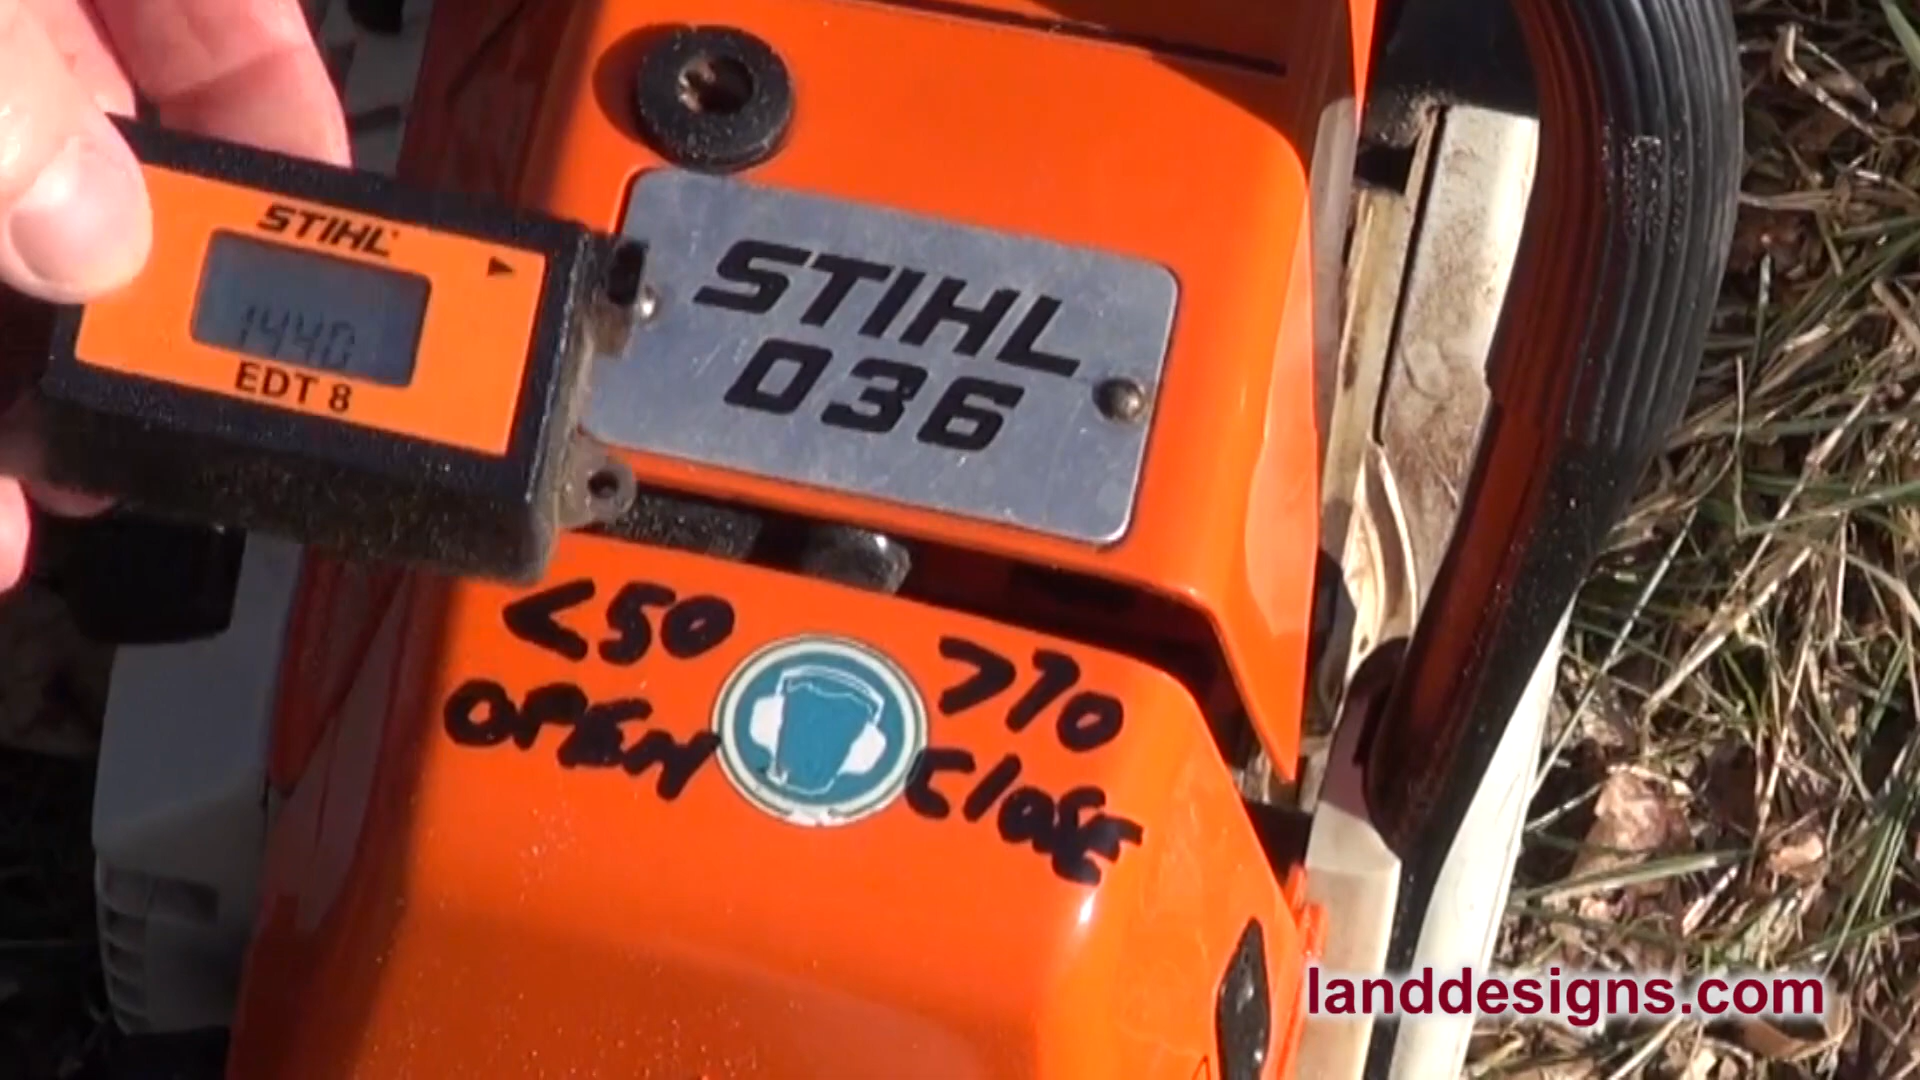 STIHL
1440
EDT 8
STIHL
036
<50 >70
OPEN ClOSE
landdesigns.com